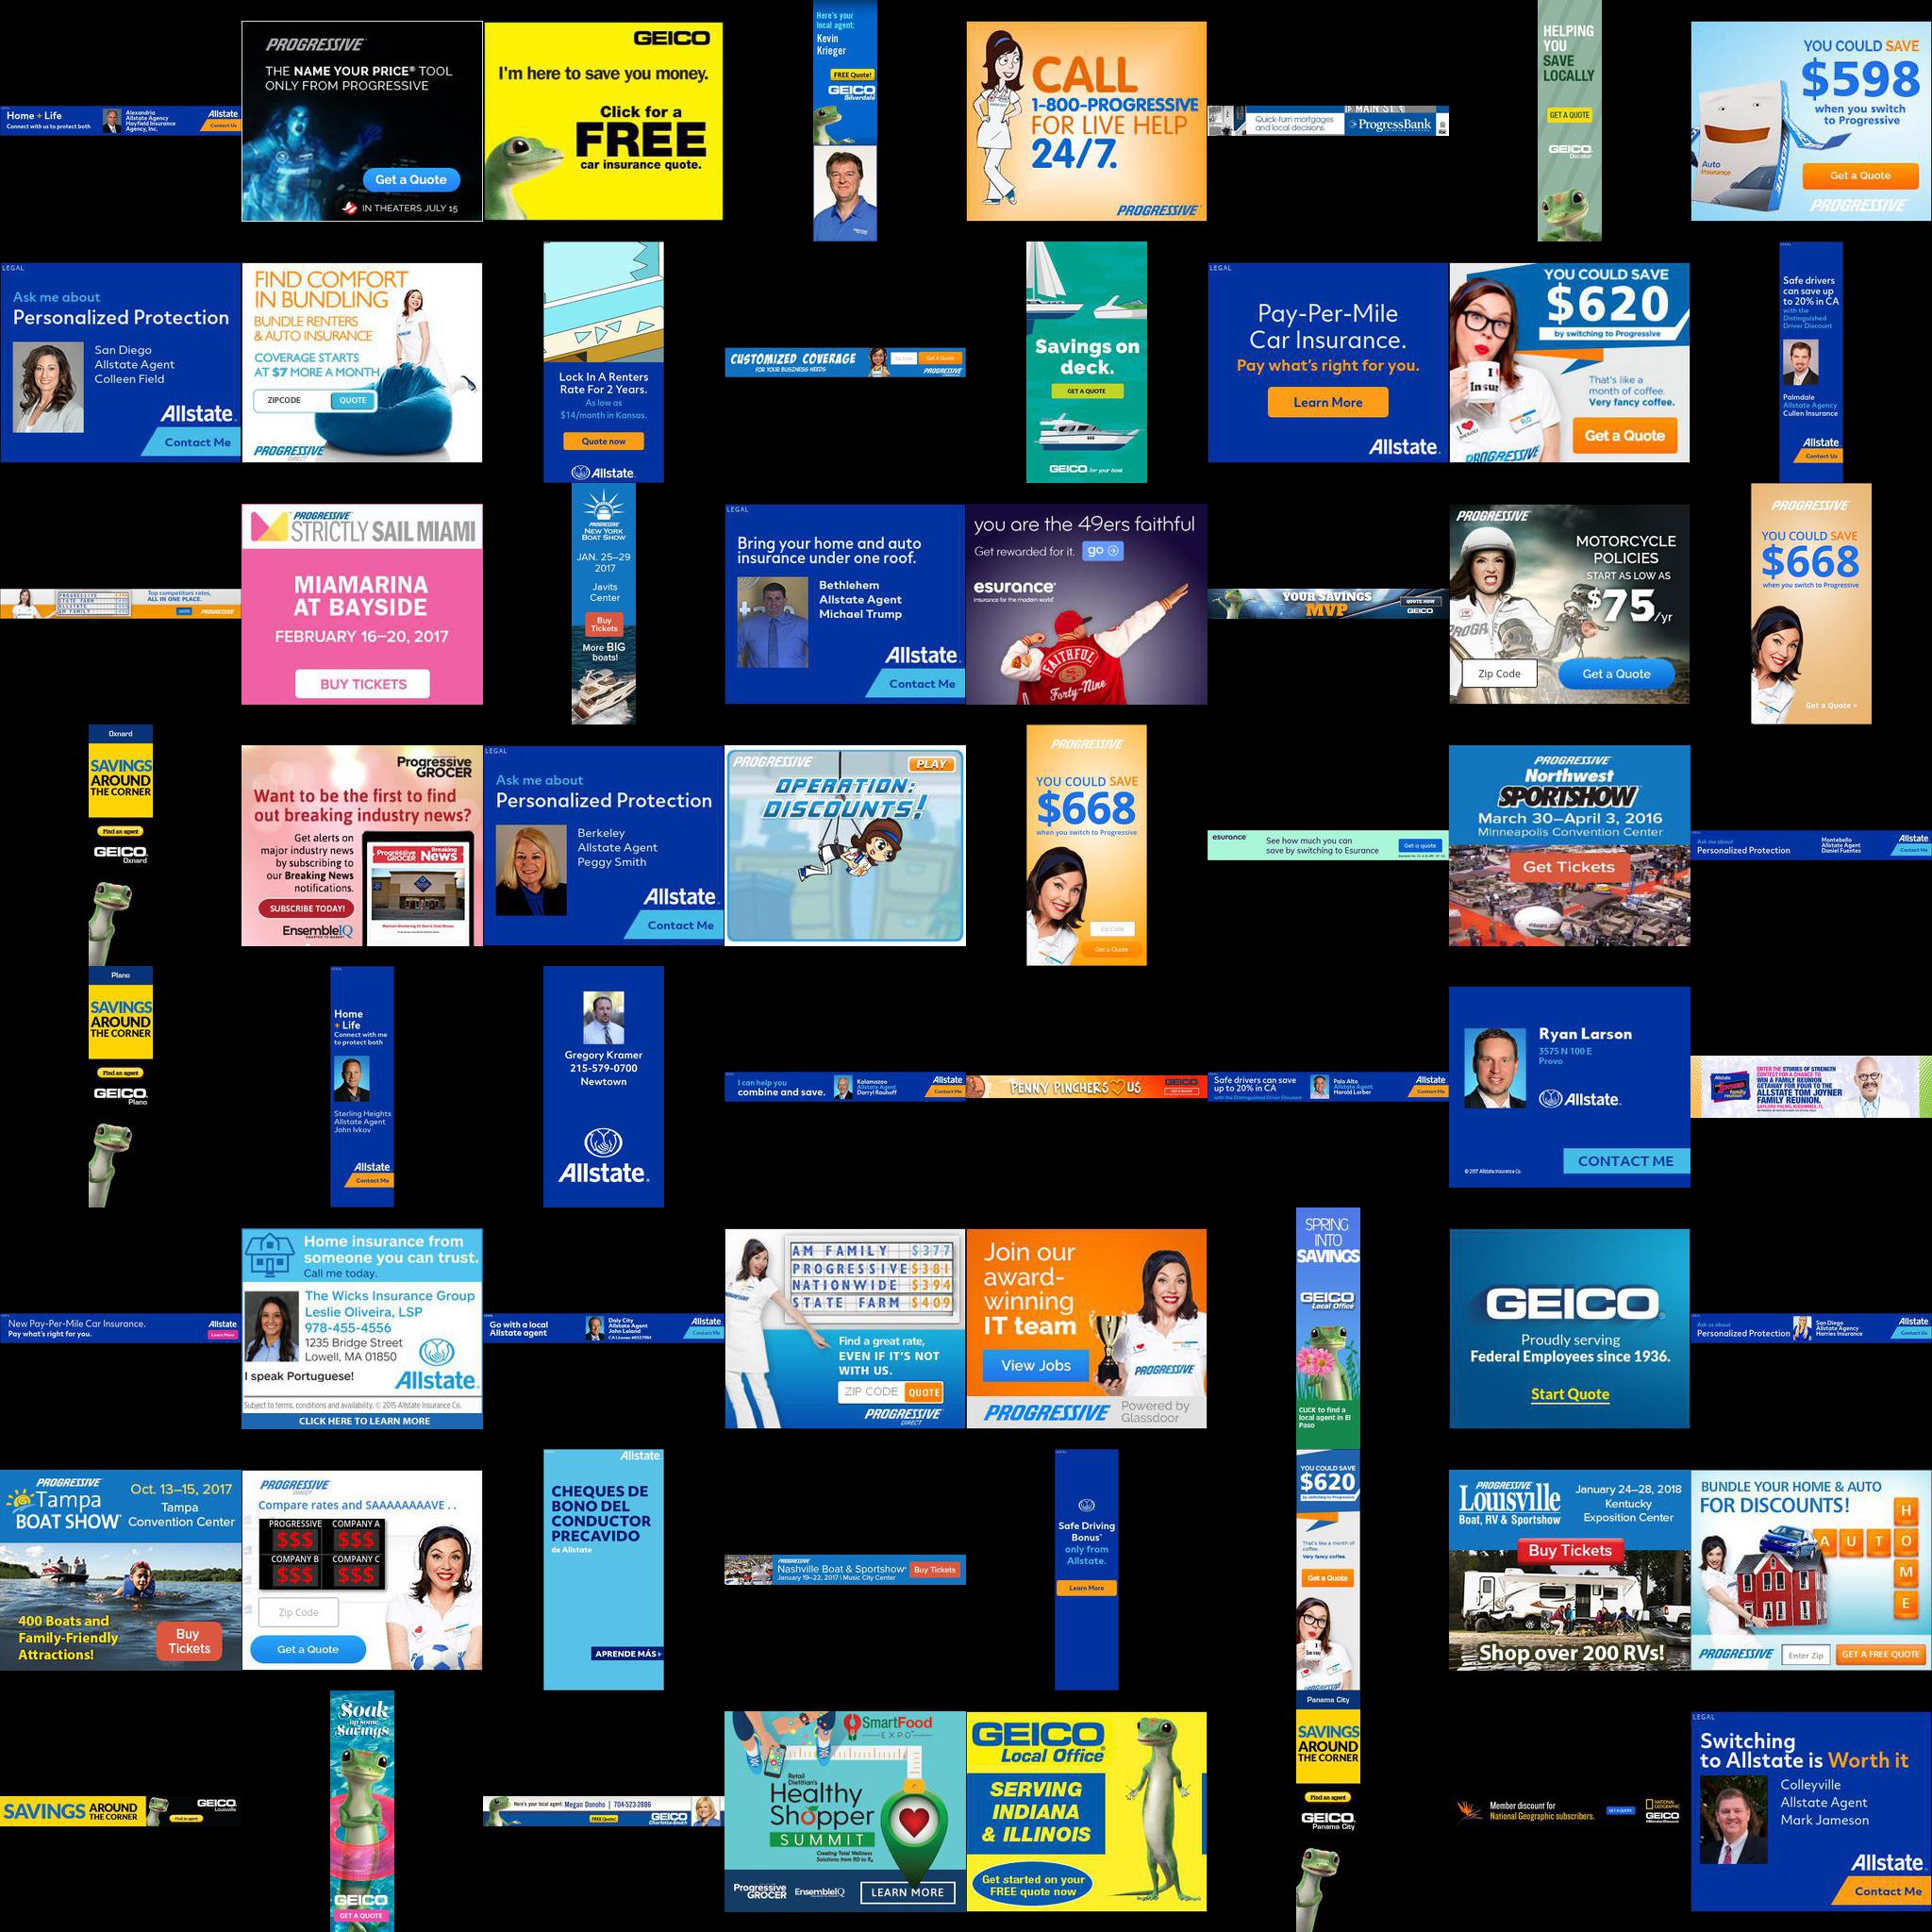 Home + Life
Connect with us to protect both
Alexandria
Allstate Agency
Hayfield Insurance
Agency, Inc.
Allstate
Contact Us
PROGRESSIVE
THE NAME YOUR PRICE® TOOL
ONLY FROM PROGRESSIVE
Get a Quote
IN THEATERS JULY 15
GEICO
I'm here to save you money.
Click for a
FREE
car insurance quote.
Here's your
local agent:
Kevin
Krieger
FREE Quote!
GEICO
Silverdale
CALL
1-800-PROGRESSIVE
FOR LIVE HELP
24/7.
PROGRESSIVE
MAIN ST
Quick-turn mortgages
and local decisions.
ProgressBank
HELPING
YOU
SAVE
LOCALLY
GET A QUOTE
GEICO
Decatur
YOU COULD SAVE
$598
when you switch
to Progressive
Auto
Insurance
Get a Quote
PROGRESSIVE
LEGAL
Ask me about
Personalized Protection
San Diego
Allstate Agent
Colleen Field
Allstate
Contact Me
FIND COMFORT
IN BUNDLING
BUNDLE RENTERS
& AUTO INSURANCE
COVERAGE STARTS
AT $7 MORE A MONTH
ZIPCODE
QUOTE
PROGRESSIVE
DIRECT
Lock In A Renters
Rate For 2 Years.
As low as
$14/month in Kansas.
Quote now
Allstate
CUSTOMIZED COVERAGE
FOR YOUR BUSINESS NEEDS
Zip Code
Get A Quote
PROGRESSIVE
Savings on
deck.
GET A QUOTE
GEICO for your boat
LEGAL
Pay-Per-Mile
Car Insurance.
Pay what's right for you.
Learn More
Allstate
YOU COULD SAVE
$620
by switching to Progressive
That's like a
month of coffee.
Very fancy coffee.
FLO
Get a Quote
PROGRESSIVE
Safe drivers
can save up
to 20% in CA
with the
Distinguished
Driver Discount
Palmdale
Allstate Agency
Cullen Insurance
Allstate
Contact Us
PROGRESSIVE
STATE FARM
ALLSTATE
AM FAMILY
Top competitors rates,
ALL IN ONE PLACE.
QUOTE
PROGRESSIVE
PROGRESSIVE
STRICTLY SAIL MIAMI
MIAMARINA
AT BAYSIDE
FEBRUARY 16–20, 2017
BUY TICKETS
PROGRESSIVE
NEW YORK
BOAT SHOW
JAN. 25–29
2017
Javits
Center
Buy
Tickets
More BIG
boats!
LEGAL
Bring your home and auto
insurance under one roof.
Bethlehem
Allstate Agent
Michael Trump
Allstate
Contact Me
you are the 49ers faithful
Get rewarded for it.
go
esurance
insurance for the modern world
FAITHFUL
Forty-Nine
YOUR SAVINGS
MVP
QUOTE NOW
GEICO
PROGRESSIVE
MOTORCYCLE
POLICIES
START AS LOW AS
$75/yr
Zip Code
Get a Quote
PROGRESSIVE
YOU COULD SAVE
$668
when you switch to Progressive
Get a Quote >
Oxnard
SAVINGS
AROUND
THE CORNER
Find an agent
GEICO
Oxnard
Progressive
GROCER
Want to be the first to find
out breaking industry news?
Get alerts on
major industry news
by subscribing to
our Breaking News
notifications.
SUBSCRIBE TODAY!
EnsembleIQ
Progressive
GROCER
Breaking
News
LEGAL
Ask me about
Personalized Protection
Berkeley
Allstate Agent
Peggy Smith
Allstate
Contact Me
PROGRESSIVE
PLAY
OPERATION:
DISCOUNTS!
PROGRESSIVE
YOU COULD SAVE
$668
when you switch to Progressive
Zip Code
Get a Quote
esurance
See how much you can
save by switching to Esurance
Get a quote
PROGRESSIVE
Northwest
SPORTSHOW
March 30–April 3, 2016
Minneapolis Convention Center
Get Tickets
Ask me about
Personalized Protection
Montebello
Allstate Agent
Daniel Fuentes
Allstate
Contact Me
Plano
SAVINGS
AROUND
THE CORNER
Find an agent
GEICO
Plano
Home
+ Life
Connect with me
to protect both
Sterling Heights
Allstate Agent
John Ivkov
Allstate
Contact Me
Gregory Kramer
215-579-0700
Newtown
Allstate
I can help you
combine and save.
Kalamazoo
Allstate Agent
Darryl Rauhoff
Allstate
Contact Me
PENNY PINCHERS US
GEICO
Safe drivers can save
up to 20% in CA
with the Distinguished Driver Discount
Palo Alto
Allstate Agent
Harold Lorber
Allstate
Contact Me
Ryan Larson
3575 N 100 E
Provo
Allstate
© 2017 Allstate Insurance Co.
CONTACT ME
ENTER THE STORIES OF STRENGTH
CONTEST FOR A CHANCE TO
WIN A FAMILY REUNION
GETAWAY FOR FOUR TO THE
ALLSTATE TOM JOYNER
FAMILY REUNION.
New Pay-Per-Mile Car Insurance.
Pay what's right for you.
Allstate
Learn More
Home insurance from
someone you can trust.
Call me today.
The Wicks Insurance Group
Leslie Oliveira, LSP
978-455-4556
1235 Bridge Street
Lowell, MA 01850
I speak Portuguese!
Allstate
Subject to terms, conditions and availability. © 2015 Allstate Insurance Co.
CLICK HERE TO LEARN MORE
Go with a local
Allstate agent
Daly City
Allstate Agent
John Leland
Allstate
Contact Me
AM FAMILY $377
PROGRESSIVE $381
NATIONWIDE $394
STATE FARM $409
Find a great rate,
EVEN IF IT'S NOT
WITH US.
ZIP CODE
QUOTE
PROGRESSIVE
DIRECT
Join our
award-
winning
IT team
View Jobs
PROGRESSIVE
PROGRESSIVE
Powered by
Glassdoor
SPRING
INTO
SAVINGS
GEICO
Local Office
CLICK to find a
local agent in El
Paso
GEICO
Proudly serving
Federal Employees since 1936.
Start Quote
Ask us about
Personalized Protection
San Diego
Allstate Agency
Harries Insurance
Allstate
Contact Us
PROGRESSIVE
Tampa
BOAT SHOW
Oct. 13–15, 2017
Tampa
Convention Center
400 Boats and
Family-Friendly
Attractions!
Buy
Tickets
PROGRESSIVE
DIRECT
Compare rates and SAAAAAAAAVE . .
PROGRESSIVE
COMPANY A
$$$
$$$
COMPANY B
COMPANY C
$$$
$$$
Zip Code
Get a Quote
Allstate
CHEQUES DE
BONO DEL
CONDUCTOR
PRECAVIDO
de Allstate
APRENDE MÁS
PROGRESSIVE
Nashville Boat & Sportshow
January 19–22, 2017 | Music City Center
Buy Tickets
Safe Driving
Bonus
only from
Allstate.
Learn More
YOU COULD SAVE
$620
by switching to Progressive
That's like a month of
coffee.
Very fancy coffee.
Get a Quote
PROGRESSIVE
PROGRESSIVE
Louisville
Boat, RV & Sportshow
January 24–28, 2018
Kentucky
Exposition Center
Buy Tickets
Shop over 200 RVs!
BUNDLE YOUR HOME & AUTO
FOR DISCOUNTS!
H
A U T O
M
E
PROGRESSIVE
Enter Zip
GET A FREE QUOTE
SAVINGS AROUND
THE CORNER
Find an agent
GEICO
Louisville
Soak
up some
Savings
GEICO
GET A QUOTE
Here's your local agent: Megan Donoho | 704-523-2886
FREE Quote!
GEICO
Charlotte-South
SmartFood
EXPO
Retail
Dietitian's
Healthy
Shopper
SUMMIT
Creating Total Wellness
Solutions from RD to Rx
Progressive
GROCER
EnsembleIQ
LEARN MORE
GEICO
Local Office
SERVING
INDIANA
& ILLINOIS
Get started on your
FREE quote now
Panama City
SAVINGS
AROUND
THE CORNER
Find an agent
GEICO
Panama City
Member discount for
National Geographic subscribers.
GET A QUOTE
NATIONAL
GEOGRAPHIC
GEICO
LEGAL
Switching
to Allstate is Worth it
Colleyville
Allstate Agent
Mark Jameson
Allstate
Contact Me